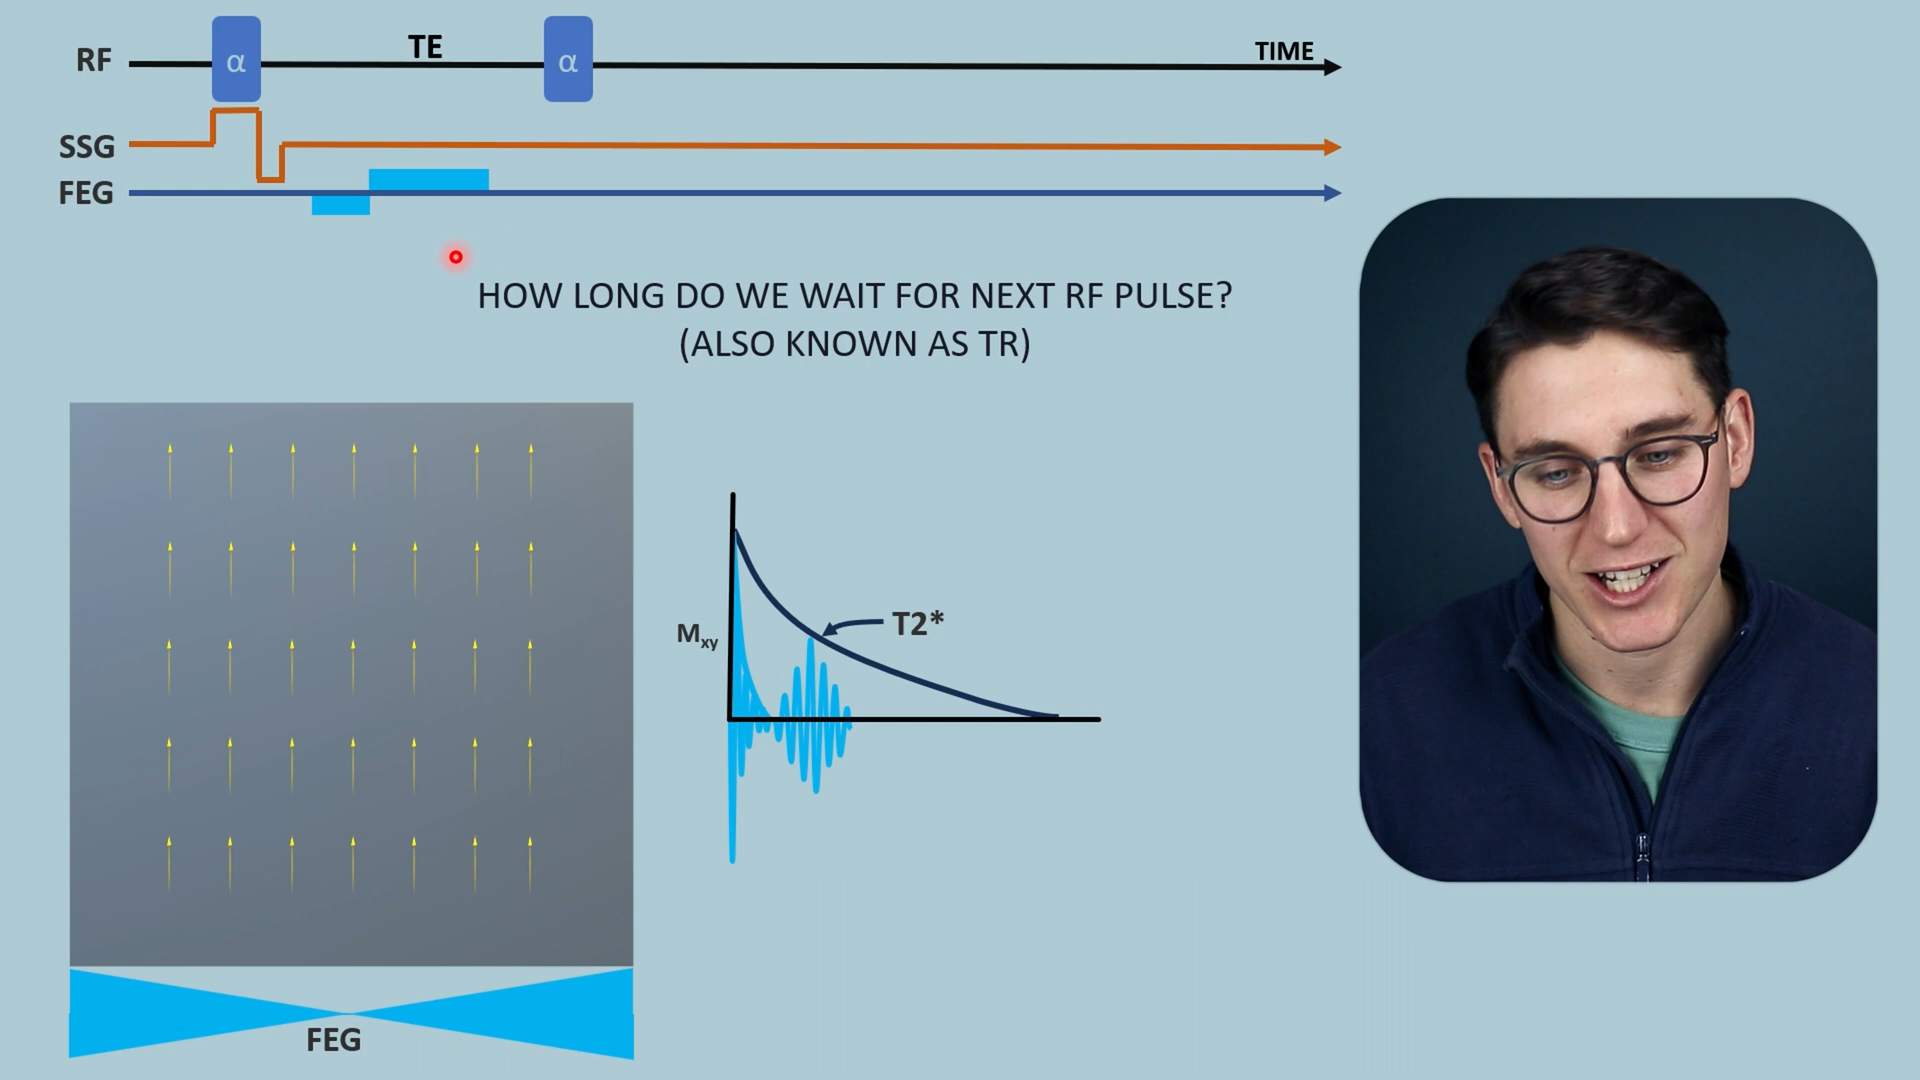 RF
α
TE
α
TIME
SSG
FEG
HOW LONG DO WE WAIT FOR NEXT RF PULSE?
(ALSO KNOWN AS TR)
Mxy
T2*
FEG